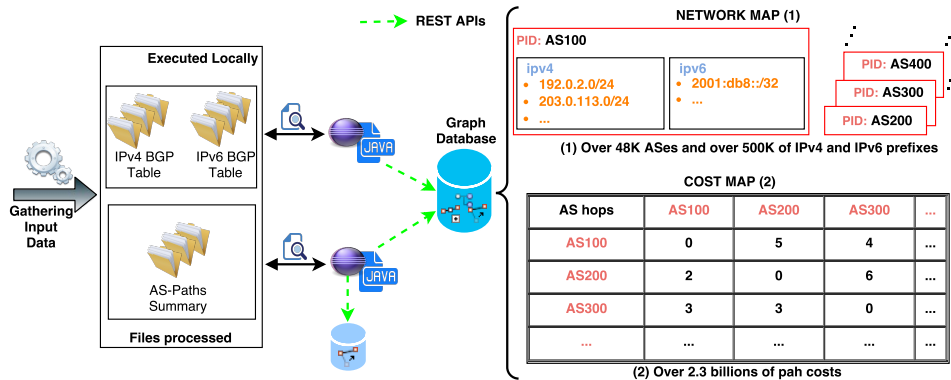 REST APIs
Executed Locally
IPv4 BGP Table
IPv6 BGP Table
AS-Paths Summary
Files processed
Gathering Input Data
JAVA
JAVA
Graph Database
NETWORK MAP (1)
PID: AS100
ipv4
• 192.0.2.0/24
• 203.0.113.0/24
• ...
ipv6
• 2001:db8::/32
• ...
PID: AS400
PID: AS300
PID: AS200
(1) Over 48K ASes and over 500K of IPv4 and IPv6 prefixes
COST MAP (2)
AS hops AS100 AS200 AS300 ...
AS100 0 5 4 ...
AS200 2 0 6 ...
AS300 3 3 0 ...
... ... ... ... ...
(2) Over 2.3 billions of pah costs